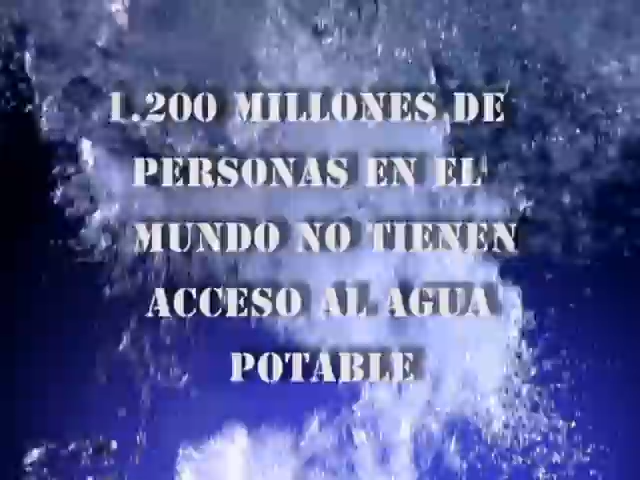 1.200 MILLONES DE
PERSONAS EN EL
MUNDO NO TIENEN
ACCESO AL AGUA
POTABLE